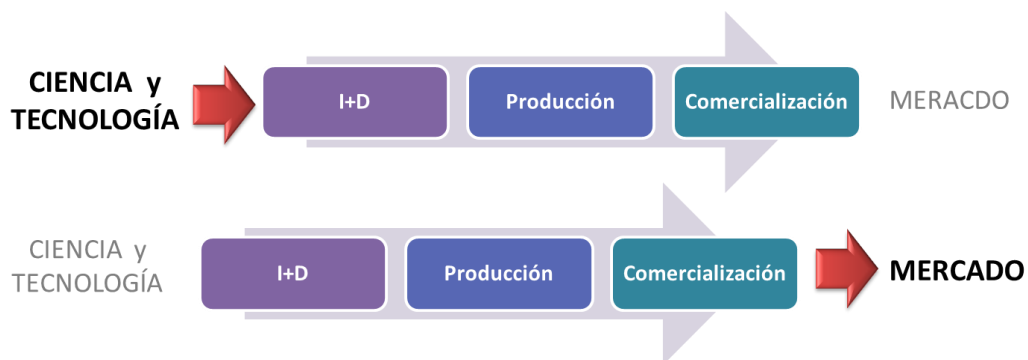 CIENCIA y
TECNOLOGÍA
I+D
Producción
Comercialización
MERACDO
CIENCIA y
TECNOLOGÍA
I+D
Producción
Comercialización
MERCADO